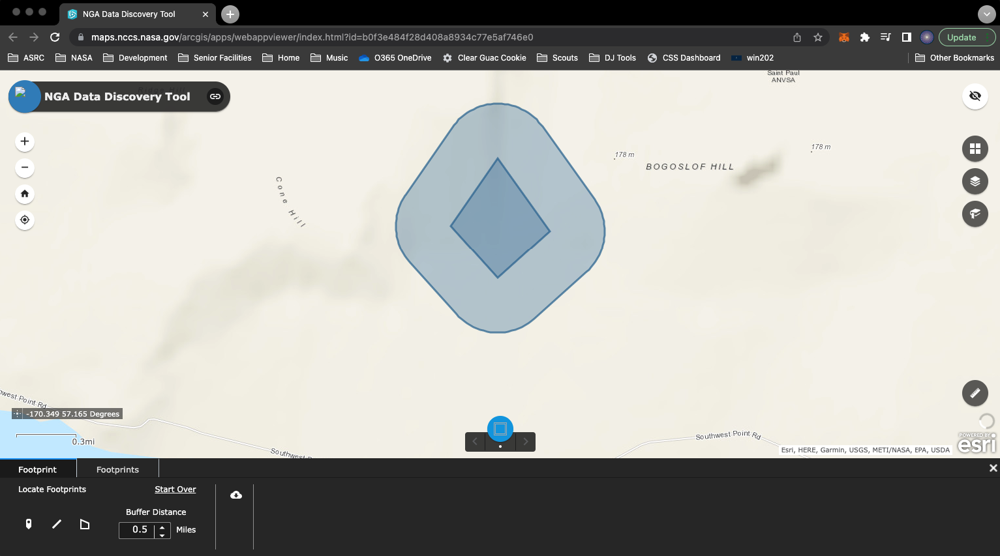 NGA Data Discovery Tool
maps.nccs.nasa.gov/arcgis/apps/webappviewer/index.html?id=b0f3e484f28d408a8934c77e5af746e0
Update
ASRC NASA Development Senior Facilities Home Music O365 OneDrive Clear Guac Cookie Scouts DJ Tools CSS Dashboard win202 Other Bookmarks
Saint Paul
ANVSA
Ridge Hill
NGA Data Discovery Tool
178 m
178 m
BOGOSLOF HILL
Cone Hill
nwest Point Rd
-170.349 57.165 Degrees
0.3mi
Southwest P
Southwest Point Rd
Esri, HERE, Garmin, USGS, METI/NASA, EPA, USDA
POWERED BY
esri
Footprint Footprints
Locate Footprints Start Over
Buffer Distance
0.5 Miles